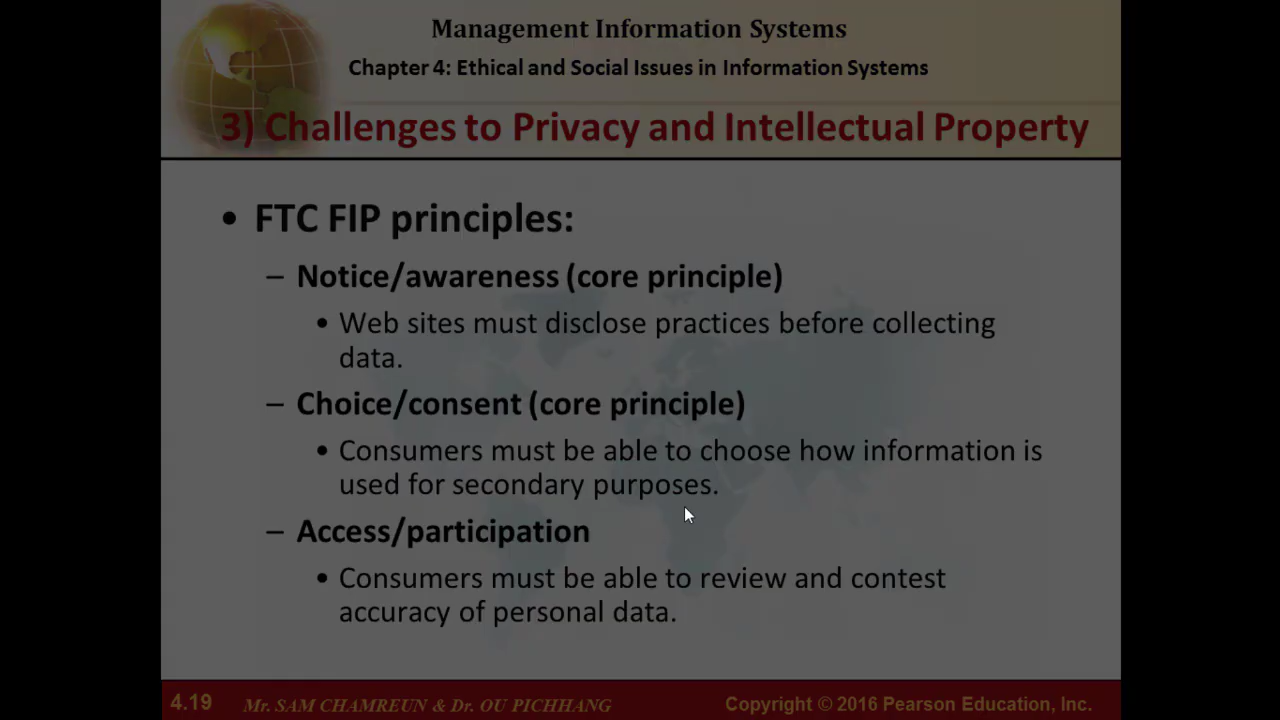 Management Information Systems
Chapter 4: Ethical and Social Issues in Information Systems
3) Challenges to Privacy and Intellectual Property
• FTC FIP principles:
– Notice/awareness (core principle)
• Web sites must disclose practices before collecting
data.
– Choice/consent (core principle)
• Consumers must be able to choose how information is
used for secondary purposes.
– Access/participation
• Consumers must be able to review and contest
accuracy of personal data.
4.19 Mr. SAM CHAMREUN & Dr. OU PICHHANG Copyright © 2016 Pearson Education, Inc.